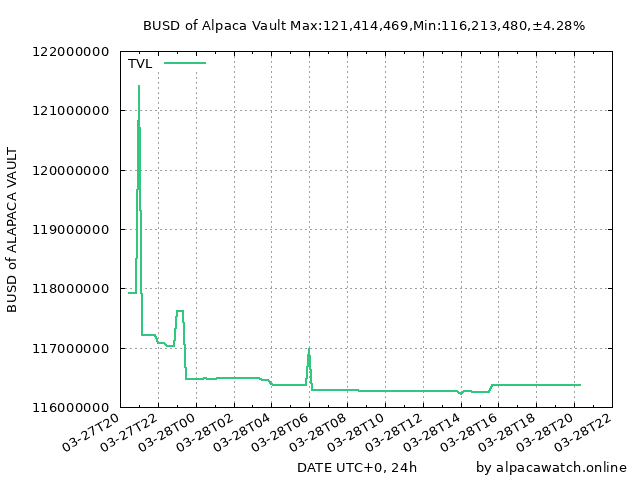 BUSD of Alpaca Vault Max:121,414,469,Min:116,213,480,±4.28%
TVL
122000000
121000000
120000000
119000000
118000000
117000000
116000000
BUSD of ALAPACA VAULT
03-27T20
03-27T22
03-28T00
03-28T02
03-28T04
03-28T06
03-28T08
03-28T10
03-28T12
03-28T14
03-28T16
03-28T18
03-28T20
03-28T22
DATE UTC+0, 24h
by alpacawatch.online